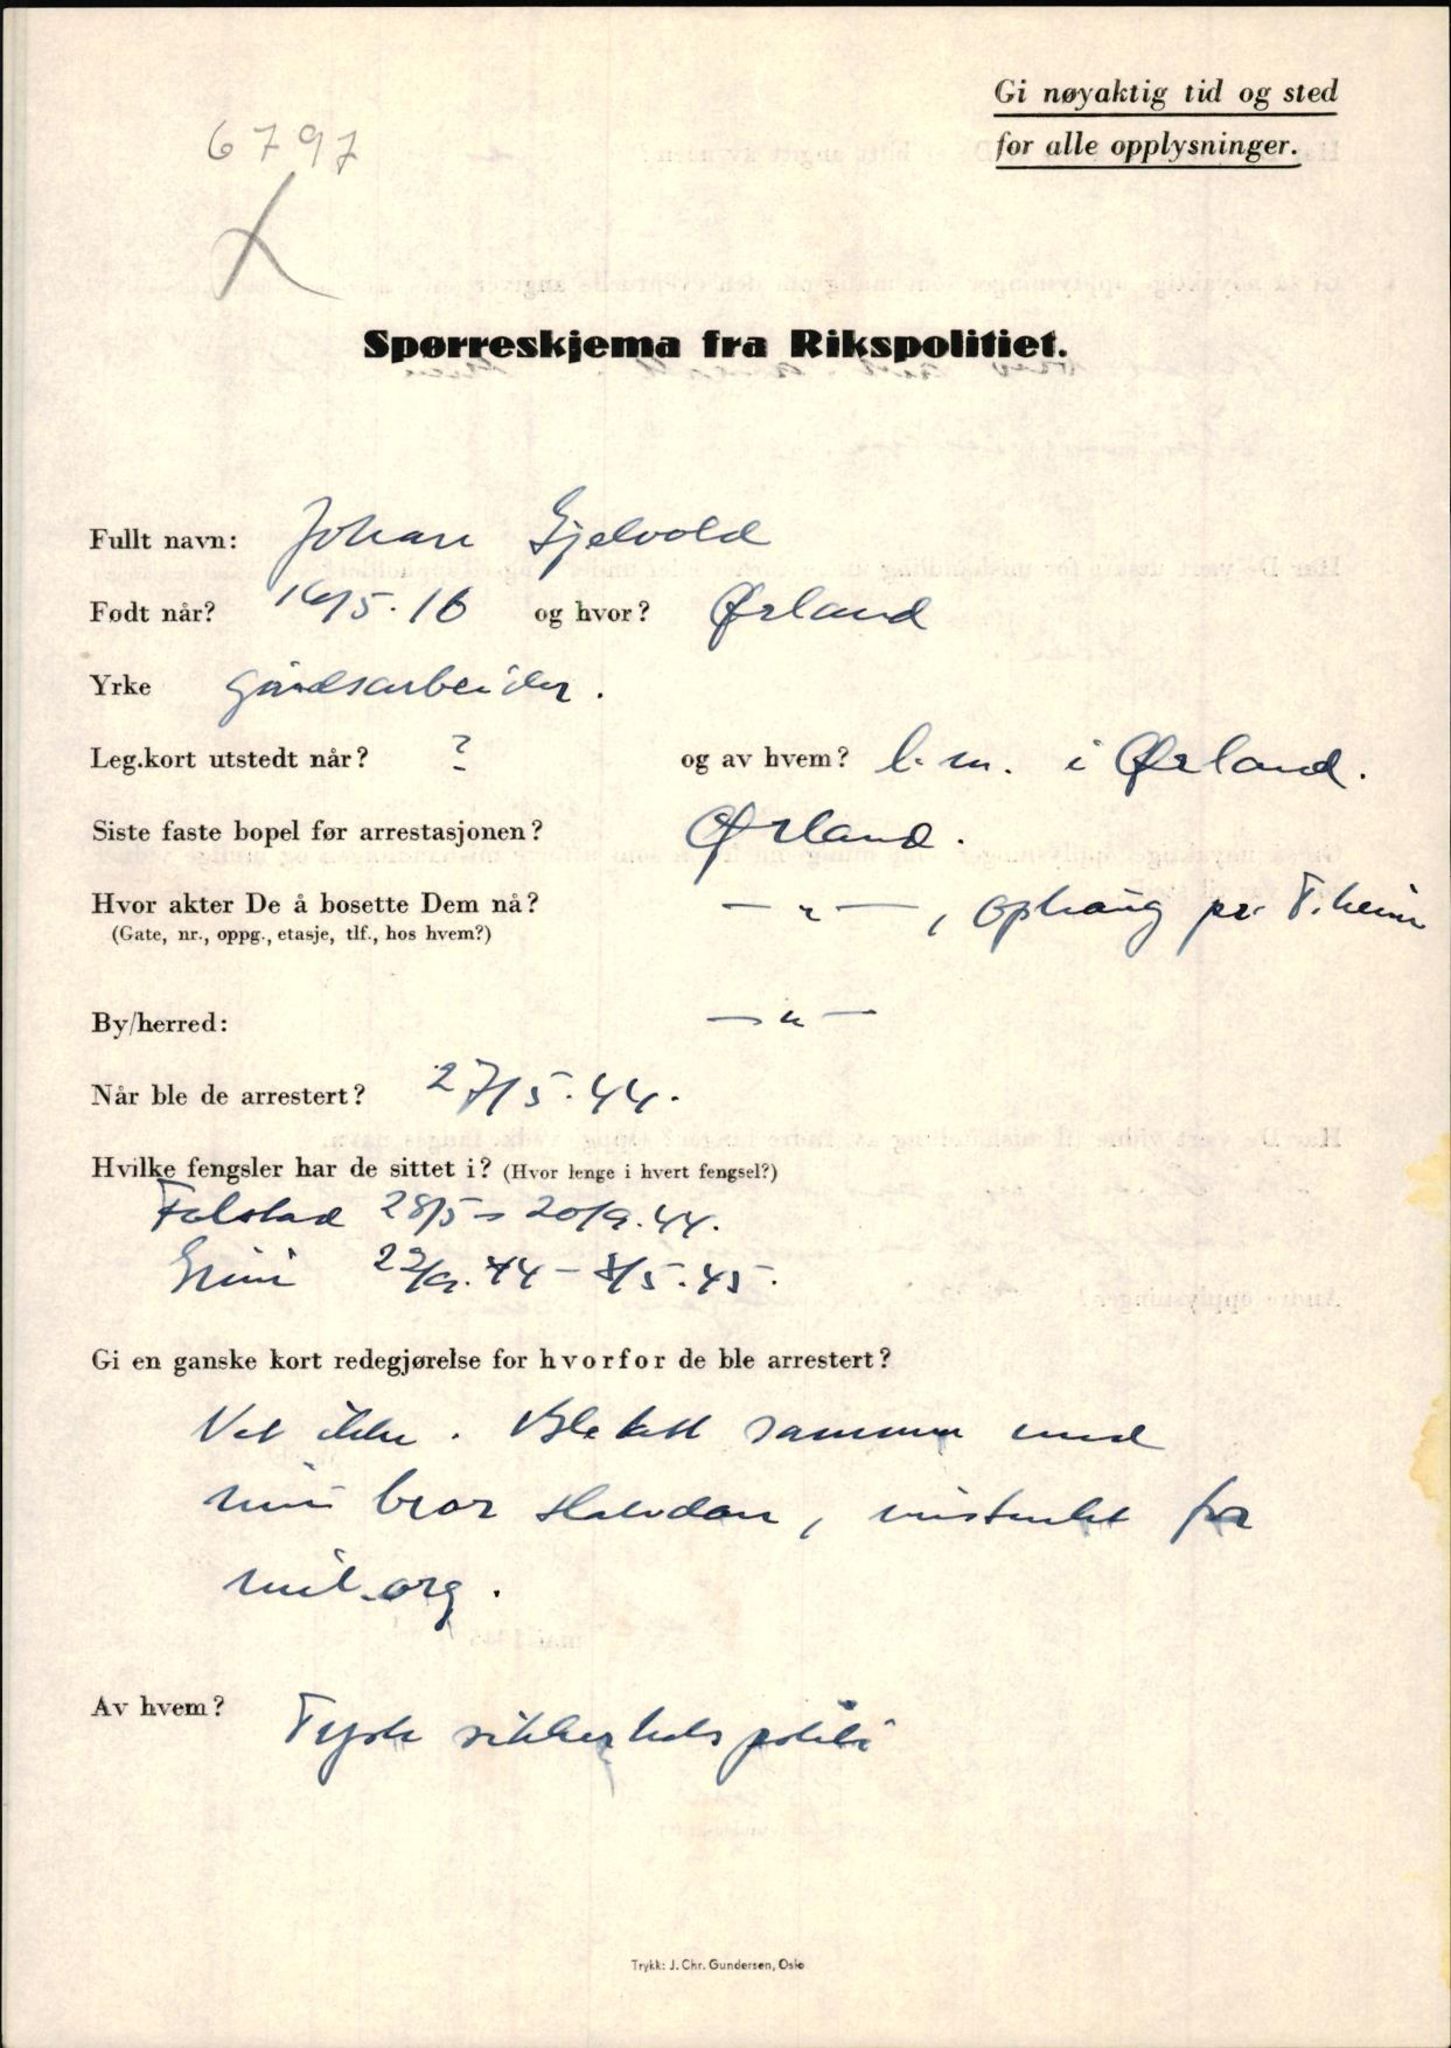 Gi nøyaktig tid og sted
for alle opplysninger.
6797
Spørreskjema fra Rikspolitiet.
Fullt navn: Johan Gjelvold
Født når? 16/5.16 og hvor? Ørland
Yrke gårdsarbeider.
Leg.kort utstedt når? ? og av hvem? l.m. i Ørland.
Siste faste bopel før arrestasjonen? Ørland.
Hvor akter De å bosette Dem nå? — " — , Ophaug pr. T.heim
(Gate, nr., oppg., etasje, tlf., hos hvem?)
By/herred: — " —
Når ble de arrestert? 27/5.44.
Hvilke fengsler har de sittet i? (Hvor lenge i hvert fengsel?)
Falstad 28/5 - 20/9.44.
Grini 22/9.44 - 8/5.45.
Gi en ganske kort redegjørelse for hvorfor de ble arrestert?
Vet ikke. Ble tatt sammen med
min bror Halvdan, mistenkt for
mil.org.
Av hvem? Tysk sikkerhetspoliti
Trykk: J. Chr. Gundersen, Oslo